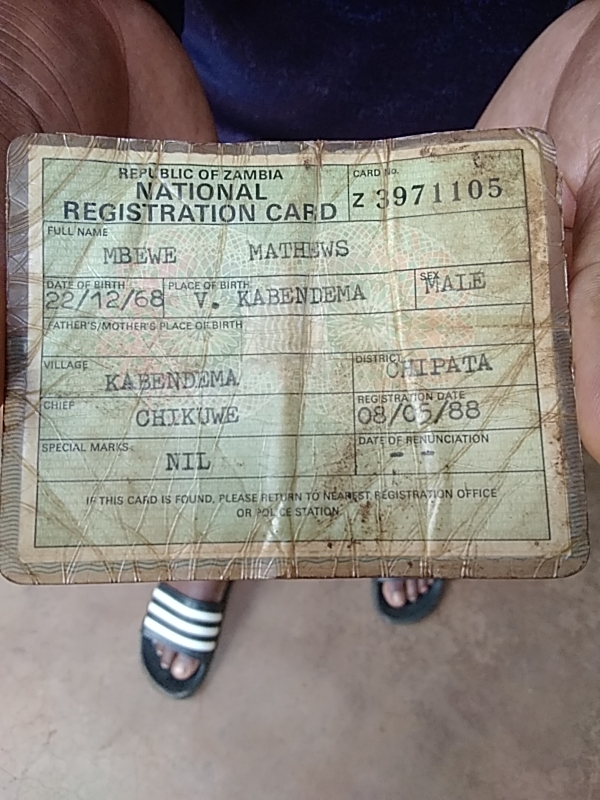 REPUBLIC OF ZAMBIA
NATIONAL
REGISTRATION CARD
CARD NO.
Z 3971105
FULL NAME
MBEWE MATHEWS
DATE OF BIRTH
22/12/68
PLACE OF BIRTH
V. KABENDEMA
SEX
MALE
FATHER'S/MOTHER'S PLACE OF BIRTH
VILLAGE
KABENDEMA
DISTRICT
CHIPATA
CHIEF
CHIKUWE
REGISTRATION DATE
08/05/88
SPECIAL MARKS
NIL
DATE OF RENUNCIATION
- -
IF THIS CARD IS FOUND, PLEASE RETURN TO NEAREST REGISTRATION OFFICE
OR POLICE STATION